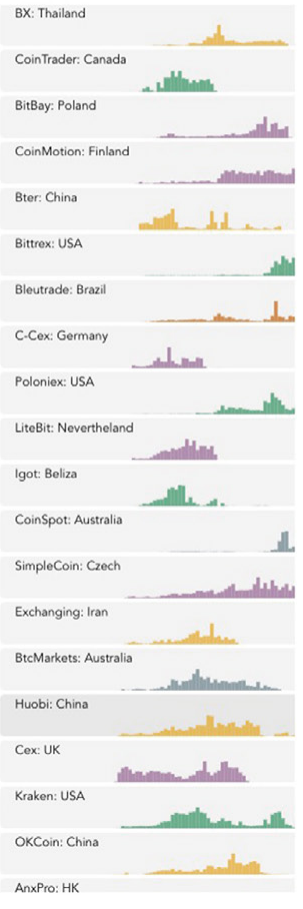 BX: Thailand
CoinTrader: Canada
BitBay: Poland
CoinMotion: Finland
Bter: China
Bittrex: USA
Bleutrade: Brazil
C-Cex: Germany
Poloniex: USA
LiteBit: Nevertheland
Igot: Beliza
CoinSpot: Australia
SimpleCoin: Czech
Exchanging: Iran
BtcMarkets: Australia
Huobi: China
Cex: UK
Kraken: USA
OKCoin: China
AnxPro: HK